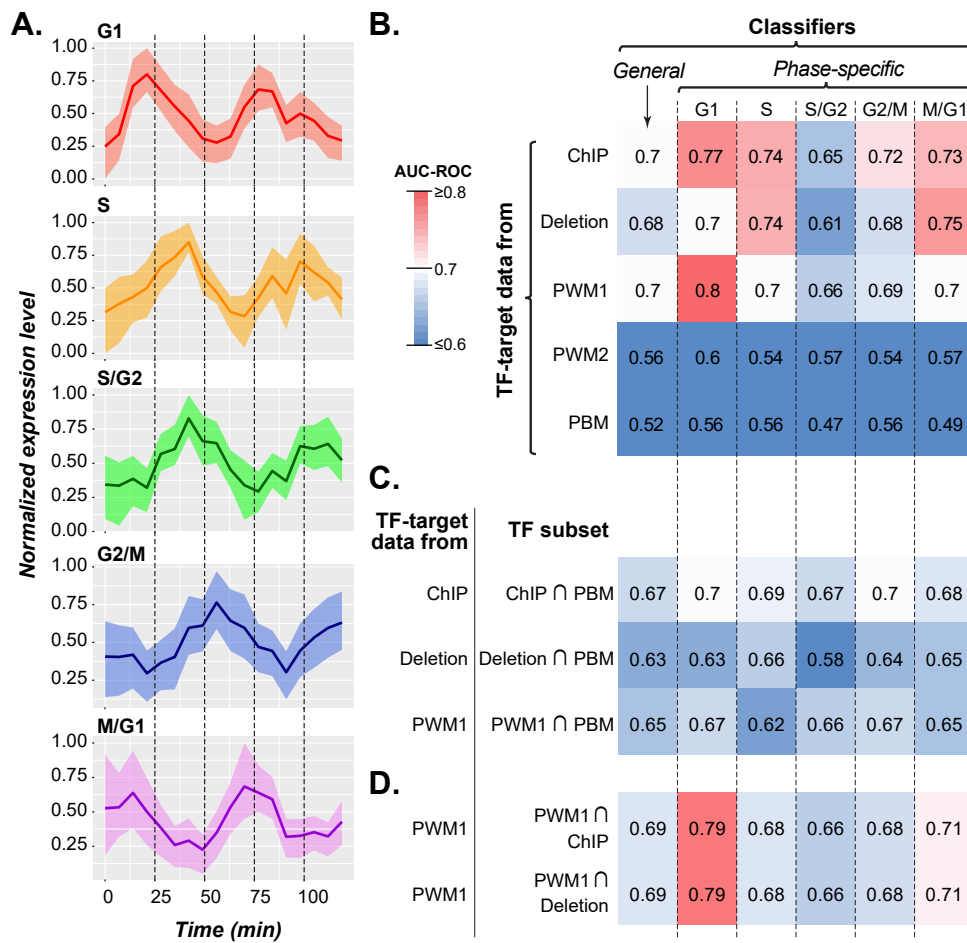 A.
G1
1.00
0.75
0.50
0.25
0.00
S
1.00
0.75
0.50
0.25
0.00
S/G2
1.00
0.75
0.50
0.25
0.00
G2/M
1.00
0.75
0.50
0.25
M/G1
1.00
0.75
0.50
0.25
0 25 50 75 100
Time (min)
Normalized expression level
B.
Classifiers
General Phase-specific
G1 S S/G2 G2/M M/G1
AUC-ROC
≥0.8
0.7
≤0.6
TF-target data from
ChIP 0.7 0.77 0.74 0.65 0.72 0.73
Deletion 0.68 0.7 0.74 0.61 0.68 0.75
PWM1 0.7 0.8 0.7 0.66 0.69 0.7
PWM2 0.56 0.6 0.54 0.57 0.54 0.57
PBM 0.52 0.56 0.56 0.47 0.56 0.49
C.
TF-target
data from
TF subset
ChIP ChIP ∩ PBM 0.67 0.7 0.69 0.67 0.7 0.68
Deletion Deletion ∩ PBM 0.63 0.63 0.66 0.58 0.64 0.65
PWM1 PWM1 ∩ PBM 0.65 0.67 0.62 0.66 0.67 0.65
D.
PWM1 PWM1 ∩
ChIP
0.69 0.79 0.68 0.66 0.68 0.71
PWM1 PWM1 ∩
Deletion
0.69 0.79 0.68 0.66 0.68 0.71